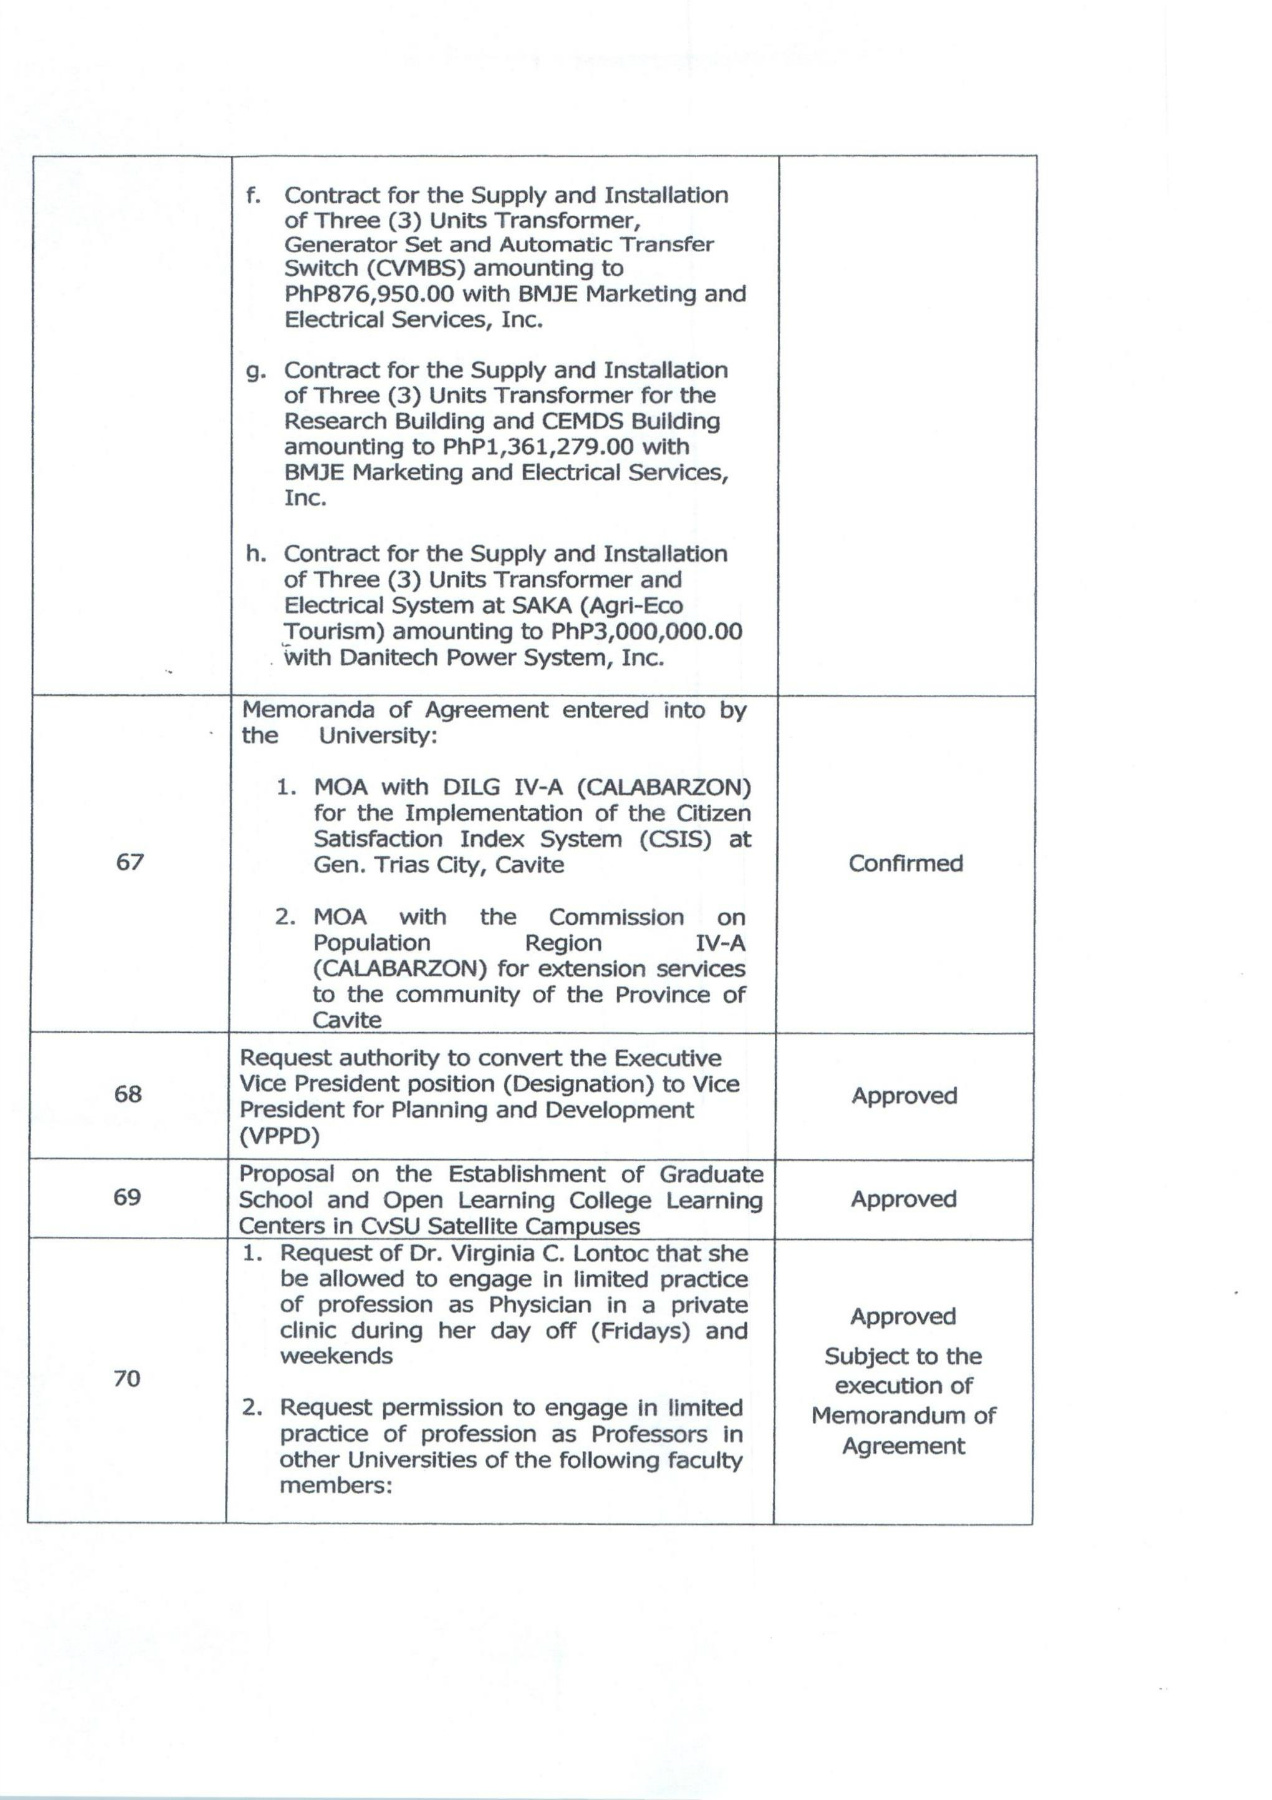 f. Contract for the Supply and Installation
of Three (3) Units Transformer,
Generator Set and Automatic Transfer
Switch (CVMBS) amounting to
PhP876,950.00 with BMJE Marketing and
Electrical Services, Inc.
g. Contract for the Supply and Installation
of Three (3) Units Transformer for the
Research Building and CEMDS Building
amounting to PhP1,361,279.00 with
BMJE Marketing and Electrical Services,
Inc.
h. Contract for the Supply and Installation
of Three (3) Units Transformer and
Electrical System at SAKA (Agri-Eco
Tourism) amounting to PhP3,000,000.00
with Danitech Power System, Inc.
67
Memoranda of Agreement entered into by
the University:
1. MOA with DILG IV-A (CALABARZON)
for the Implementation of the Citizen
Satisfaction Index System (CSIS) at
Gen. Trias City, Cavite
2. MOA with the Commission on
Population Region IV-A
(CALABARZON) for extension services
to the community of the Province of
Cavite
Confirmed
68
Request authority to convert the Executive
Vice President position (Designation) to Vice
President for Planning and Development
(VPPD)
Approved
69
Proposal on the Establishment of Graduate
School and Open Learning College Learning
Centers in CvSU Satellite Campuses
Approved
70
1. Request of Dr. Virginia C. Lontoc that she
be allowed to engage in limited practice
of profession as Physician in a private
clinic during her day off (Fridays) and
weekends
2. Request permission to engage in limited
practice of profession as Professors in
other Universities of the following faculty
members:
Approved
Subject to the
execution of
Memorandum of
Agreement